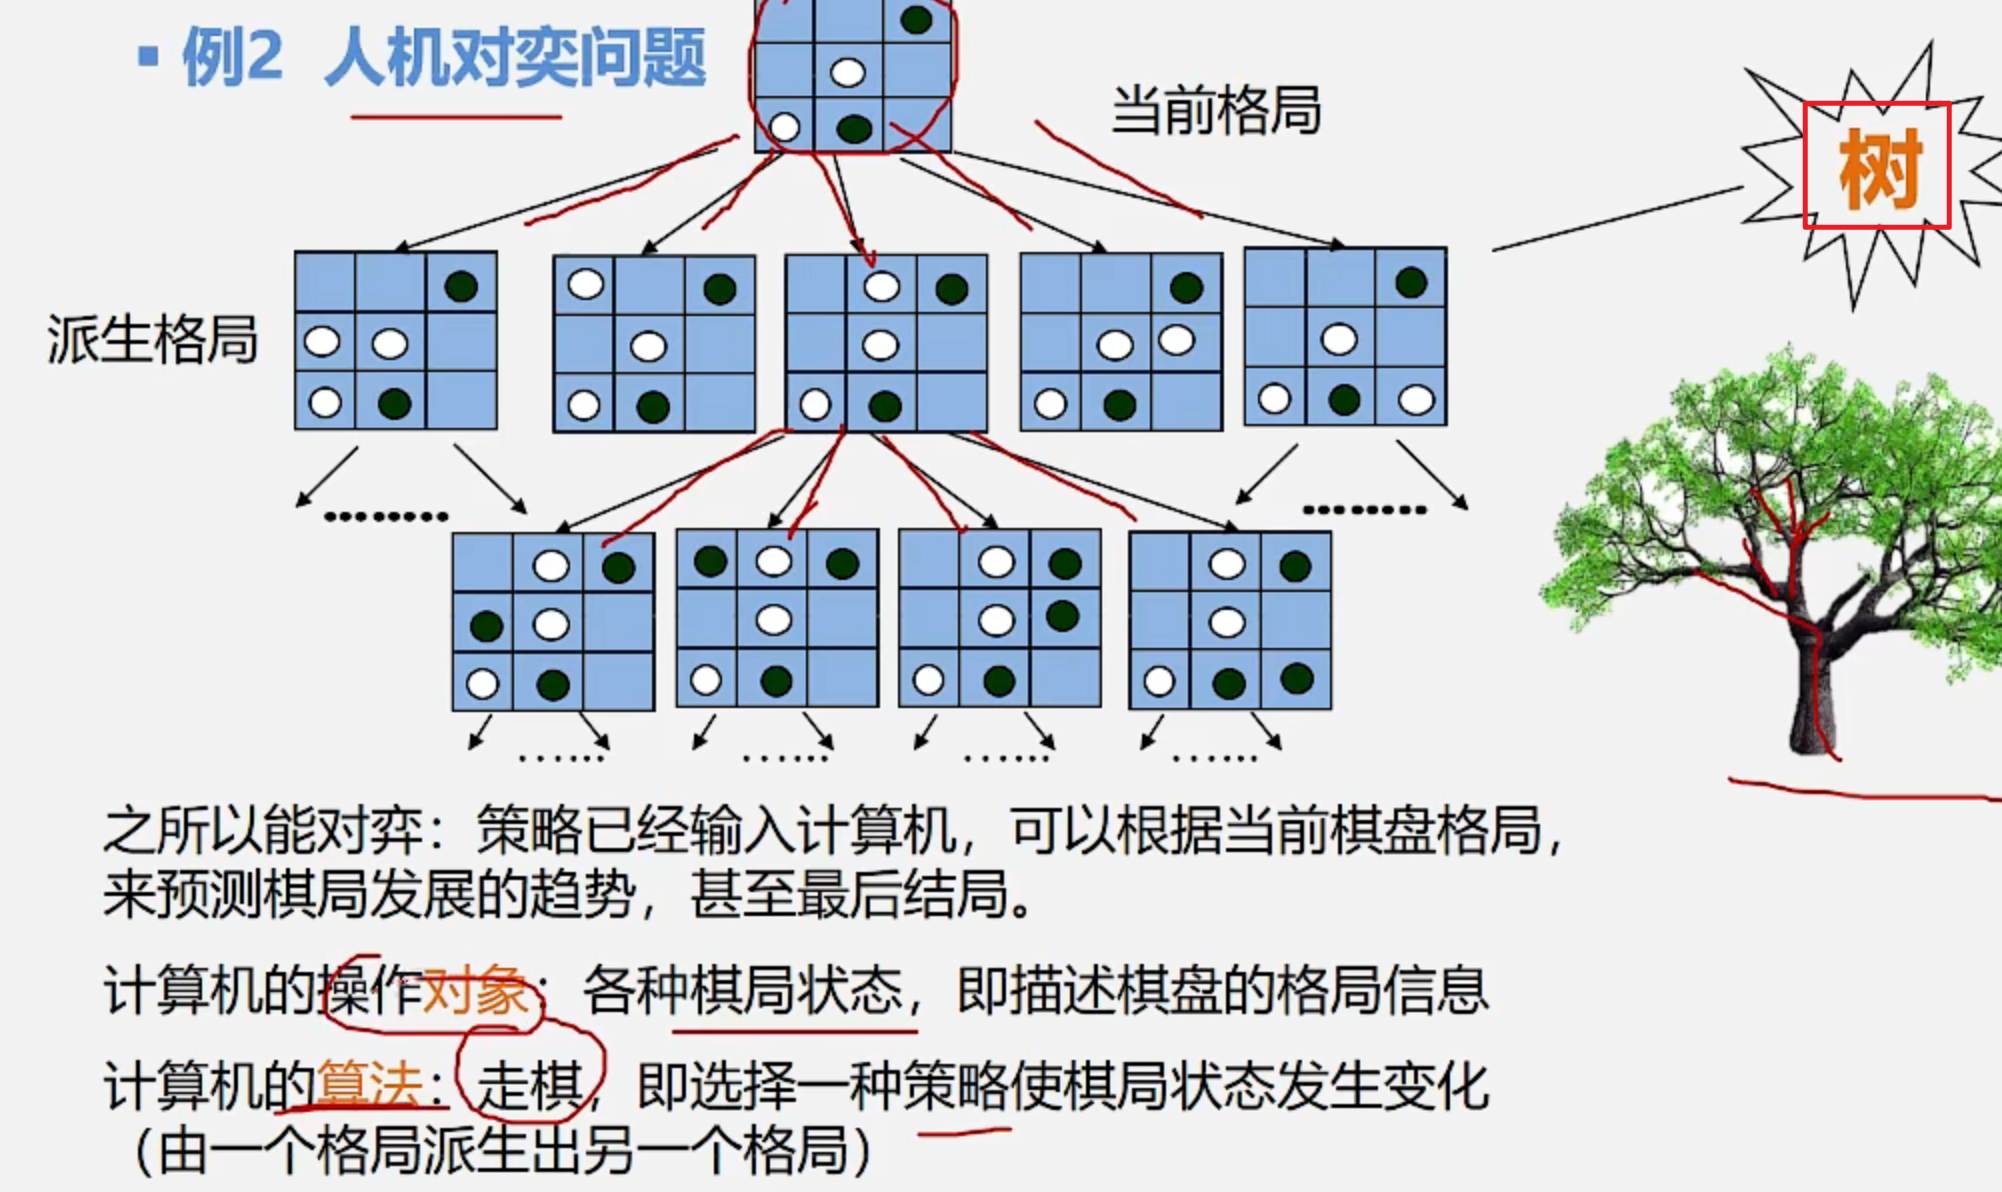 ▪ 例2 人机对奕问题
当前格局
树
派生格局
........
........
......
......
......
......
之所以能对弈：策略已经输入计算机，可以根据当前棋盘格局，
来预测棋局发展的趋势，甚至最后结局。
计算机的操作对象：各种棋局状态，即描述棋盘的格局信息
计算机的算法：走棋，即选择一种策略使棋局状态发生变化
（由一个格局派生出另一个格局）